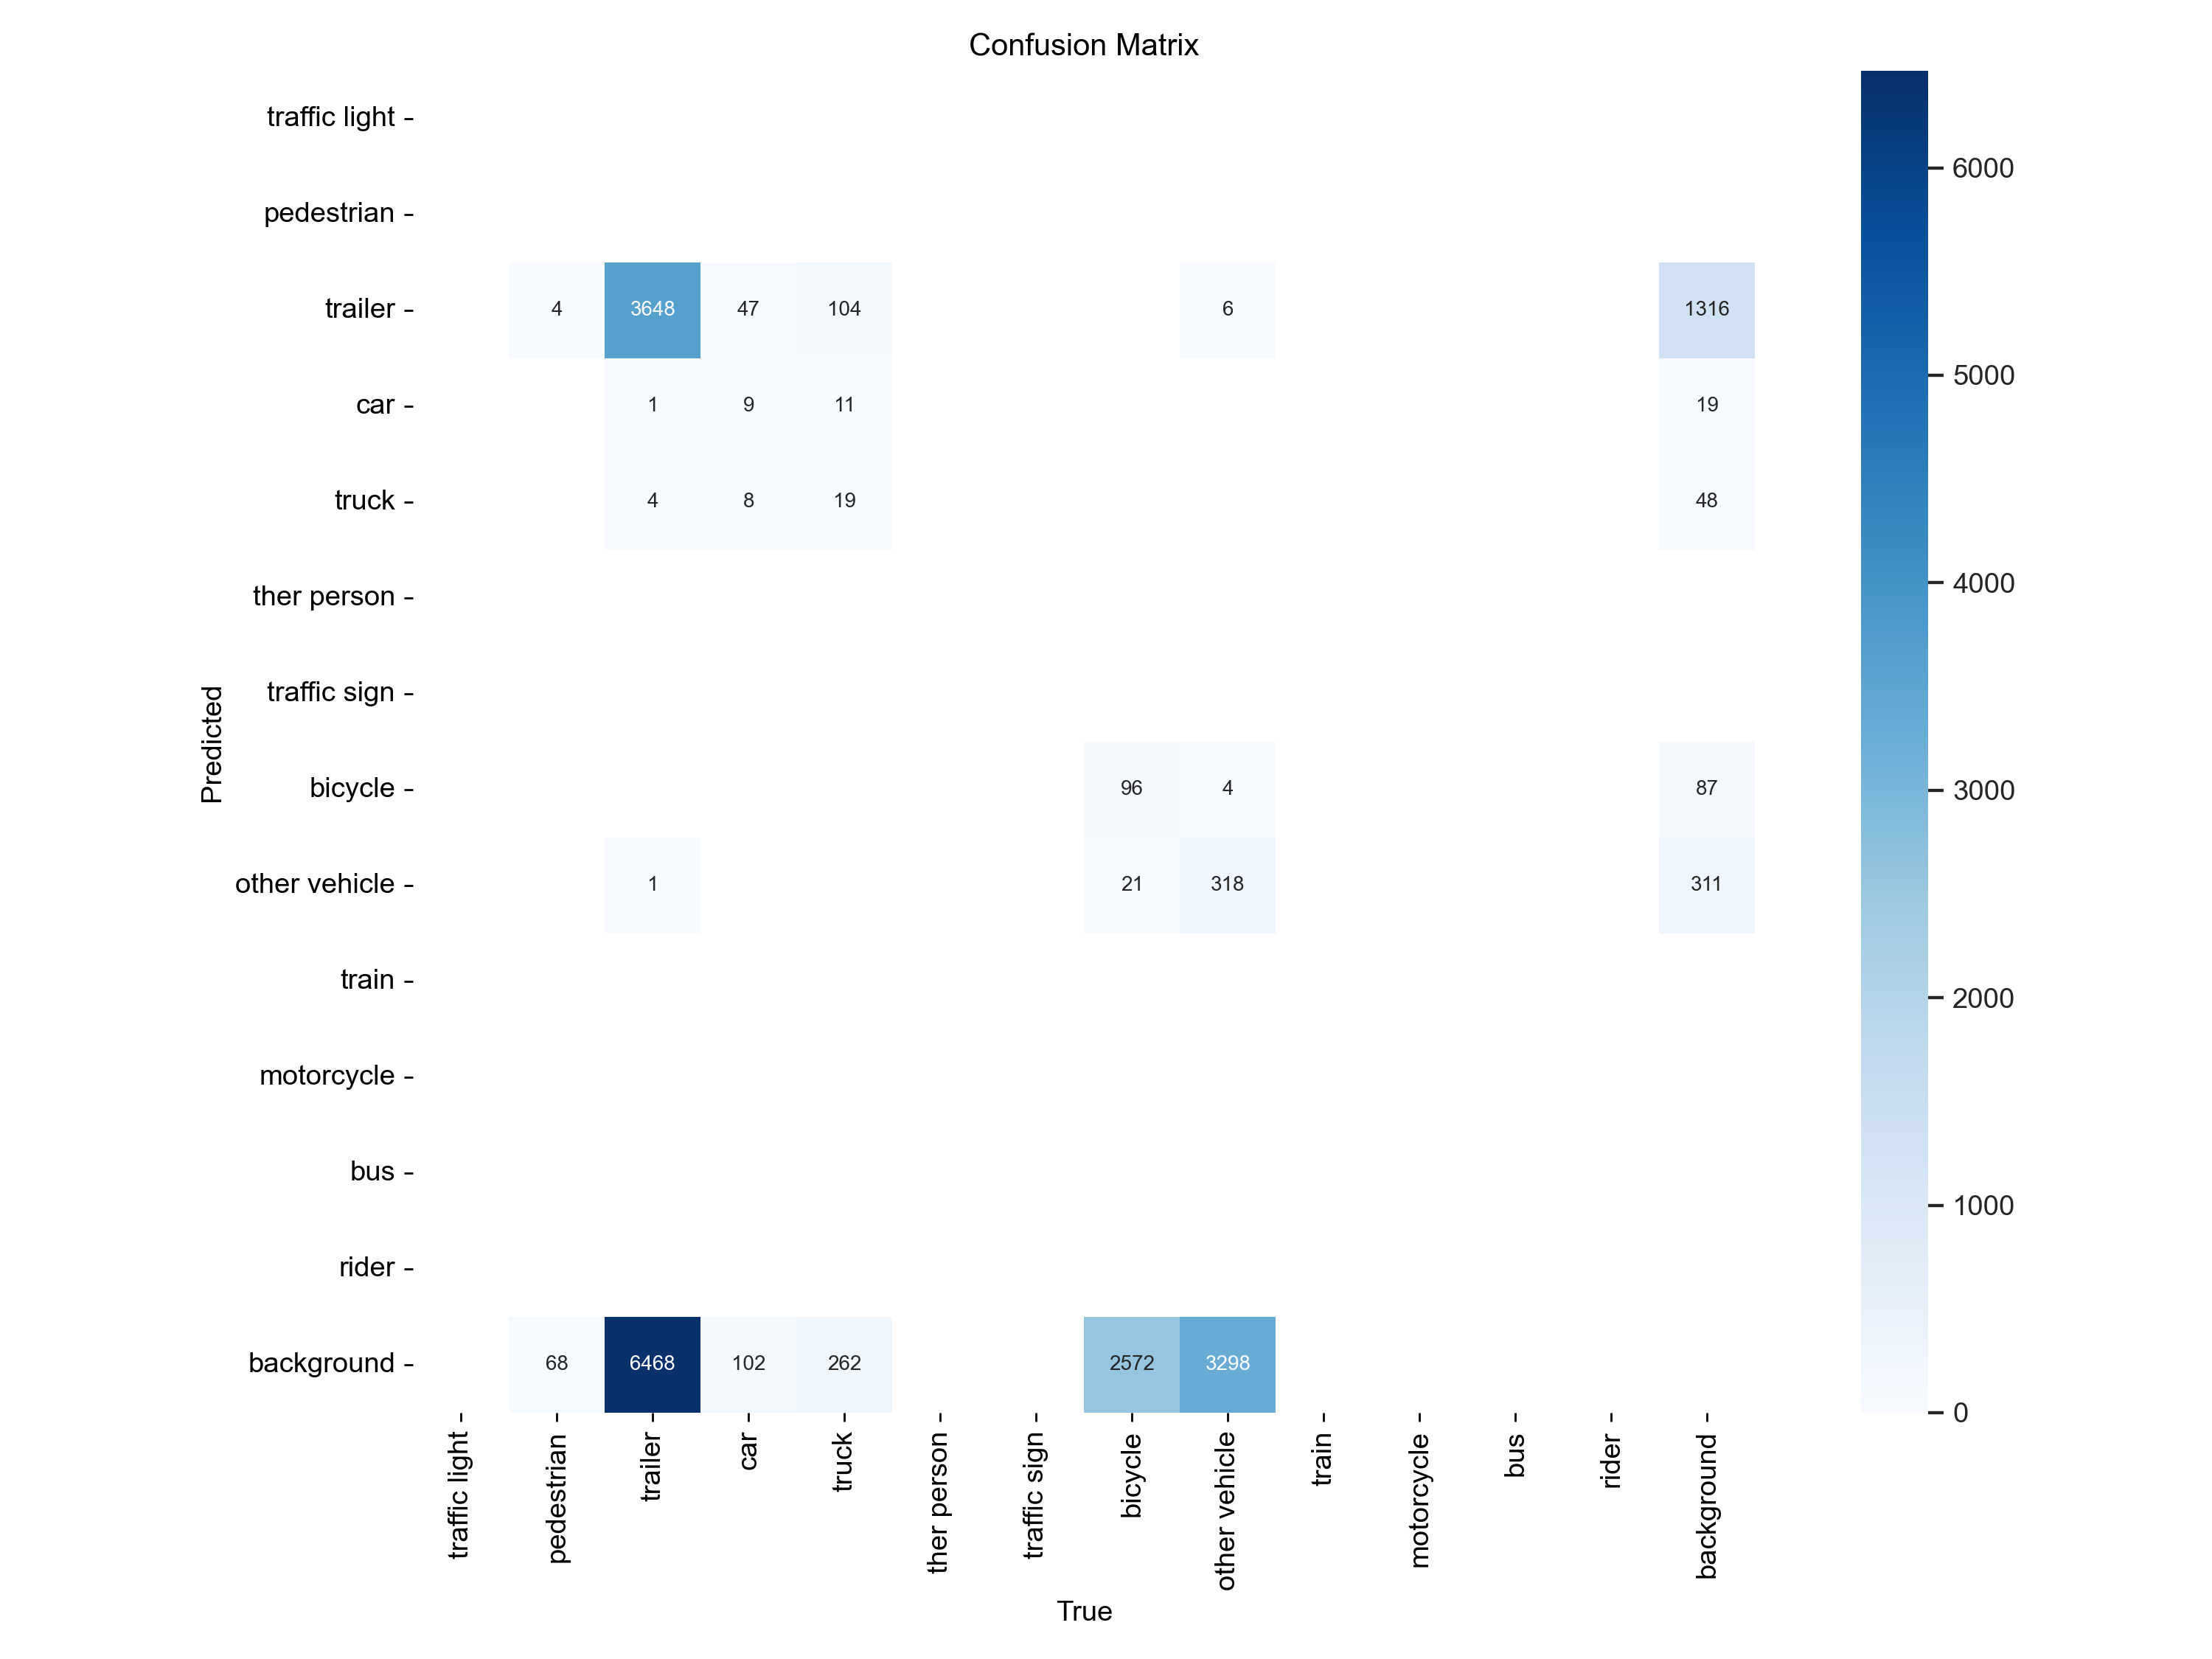 Confusion Matrix
traffic light
pedestrian
trailer 4 3648 47 104 6 1316
car 1 9 11 19
truck 4 8 19 48
ther person
traffic sign
bicycle 96 4 87
other vehicle 1 21 318 311
train
motorcycle
bus
rider
background 68 6468 102 262 2572 3298
Predicted
traffic light pedestrian trailer car truck ther person traffic sign bicycle other vehicle train motorcycle bus rider background
True
6000
5000
4000
3000
2000
1000
0